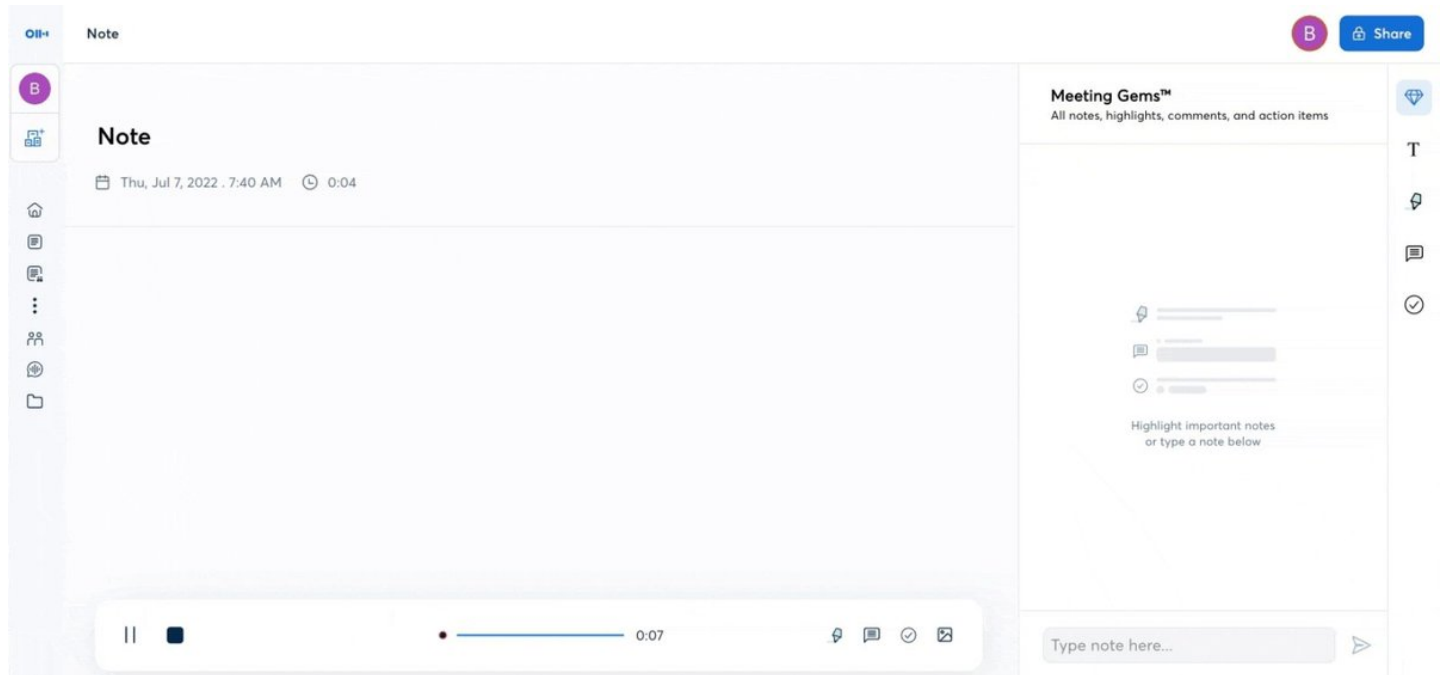 Note
B
Share
B
Note
Thu, Jul 7, 2022 . 7:40 AM
0:04
Meeting Gems™
All notes, highlights, comments, and action items
T
Highlight important notes
or type a note below
0:07
Type note here...